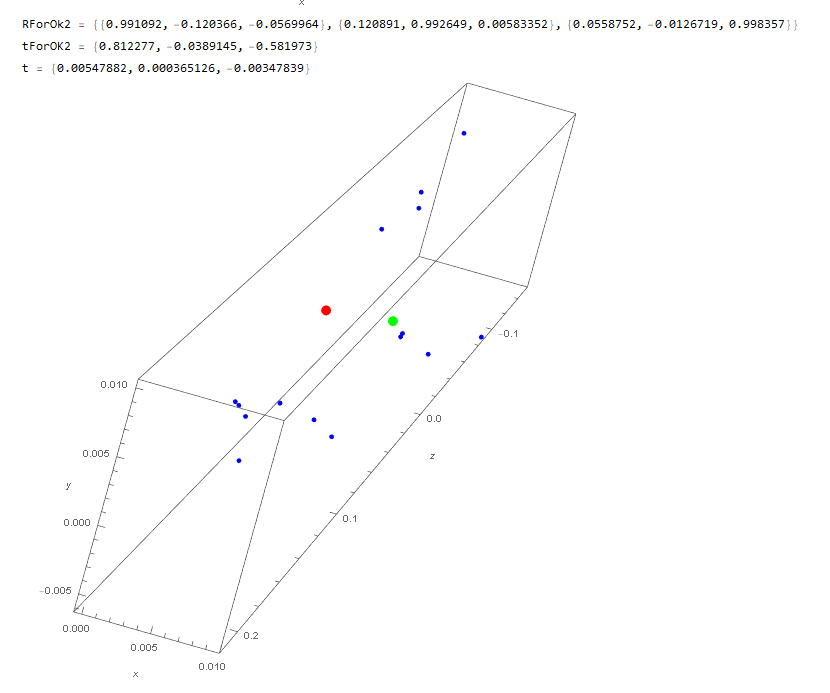 x
RForOk2 = {{0.991092, -0.120366, -0.0569964}, {0.120891, 0.992649, 0.00583352}, {0.0558752, -0.0126719, 0.998357}}
tForOK2 = {0.812277, -0.0389145, -0.581973}
t = {0.00547882, 0.000365126, -0.00347839}
-0.1
0.010
0.0
0.005
z
y
0.1
0.000
-0.005
0.000
0.2
0.005
0.010
x